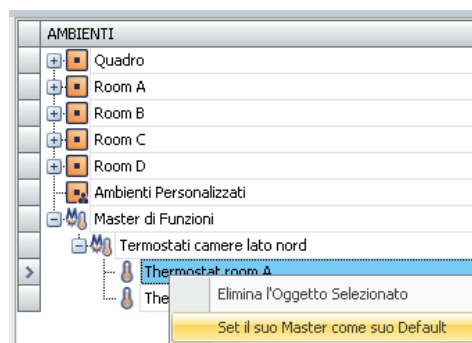 AMBIENTI
Quadro
Room A
Room B
Room C
Room D
Ambienti Personalizzati
Master di Funzioni
Termostati camere lato nord
Thermostat room A
The
Elimina l'Oggetto Selezionato
Set il suo Master come suo Default